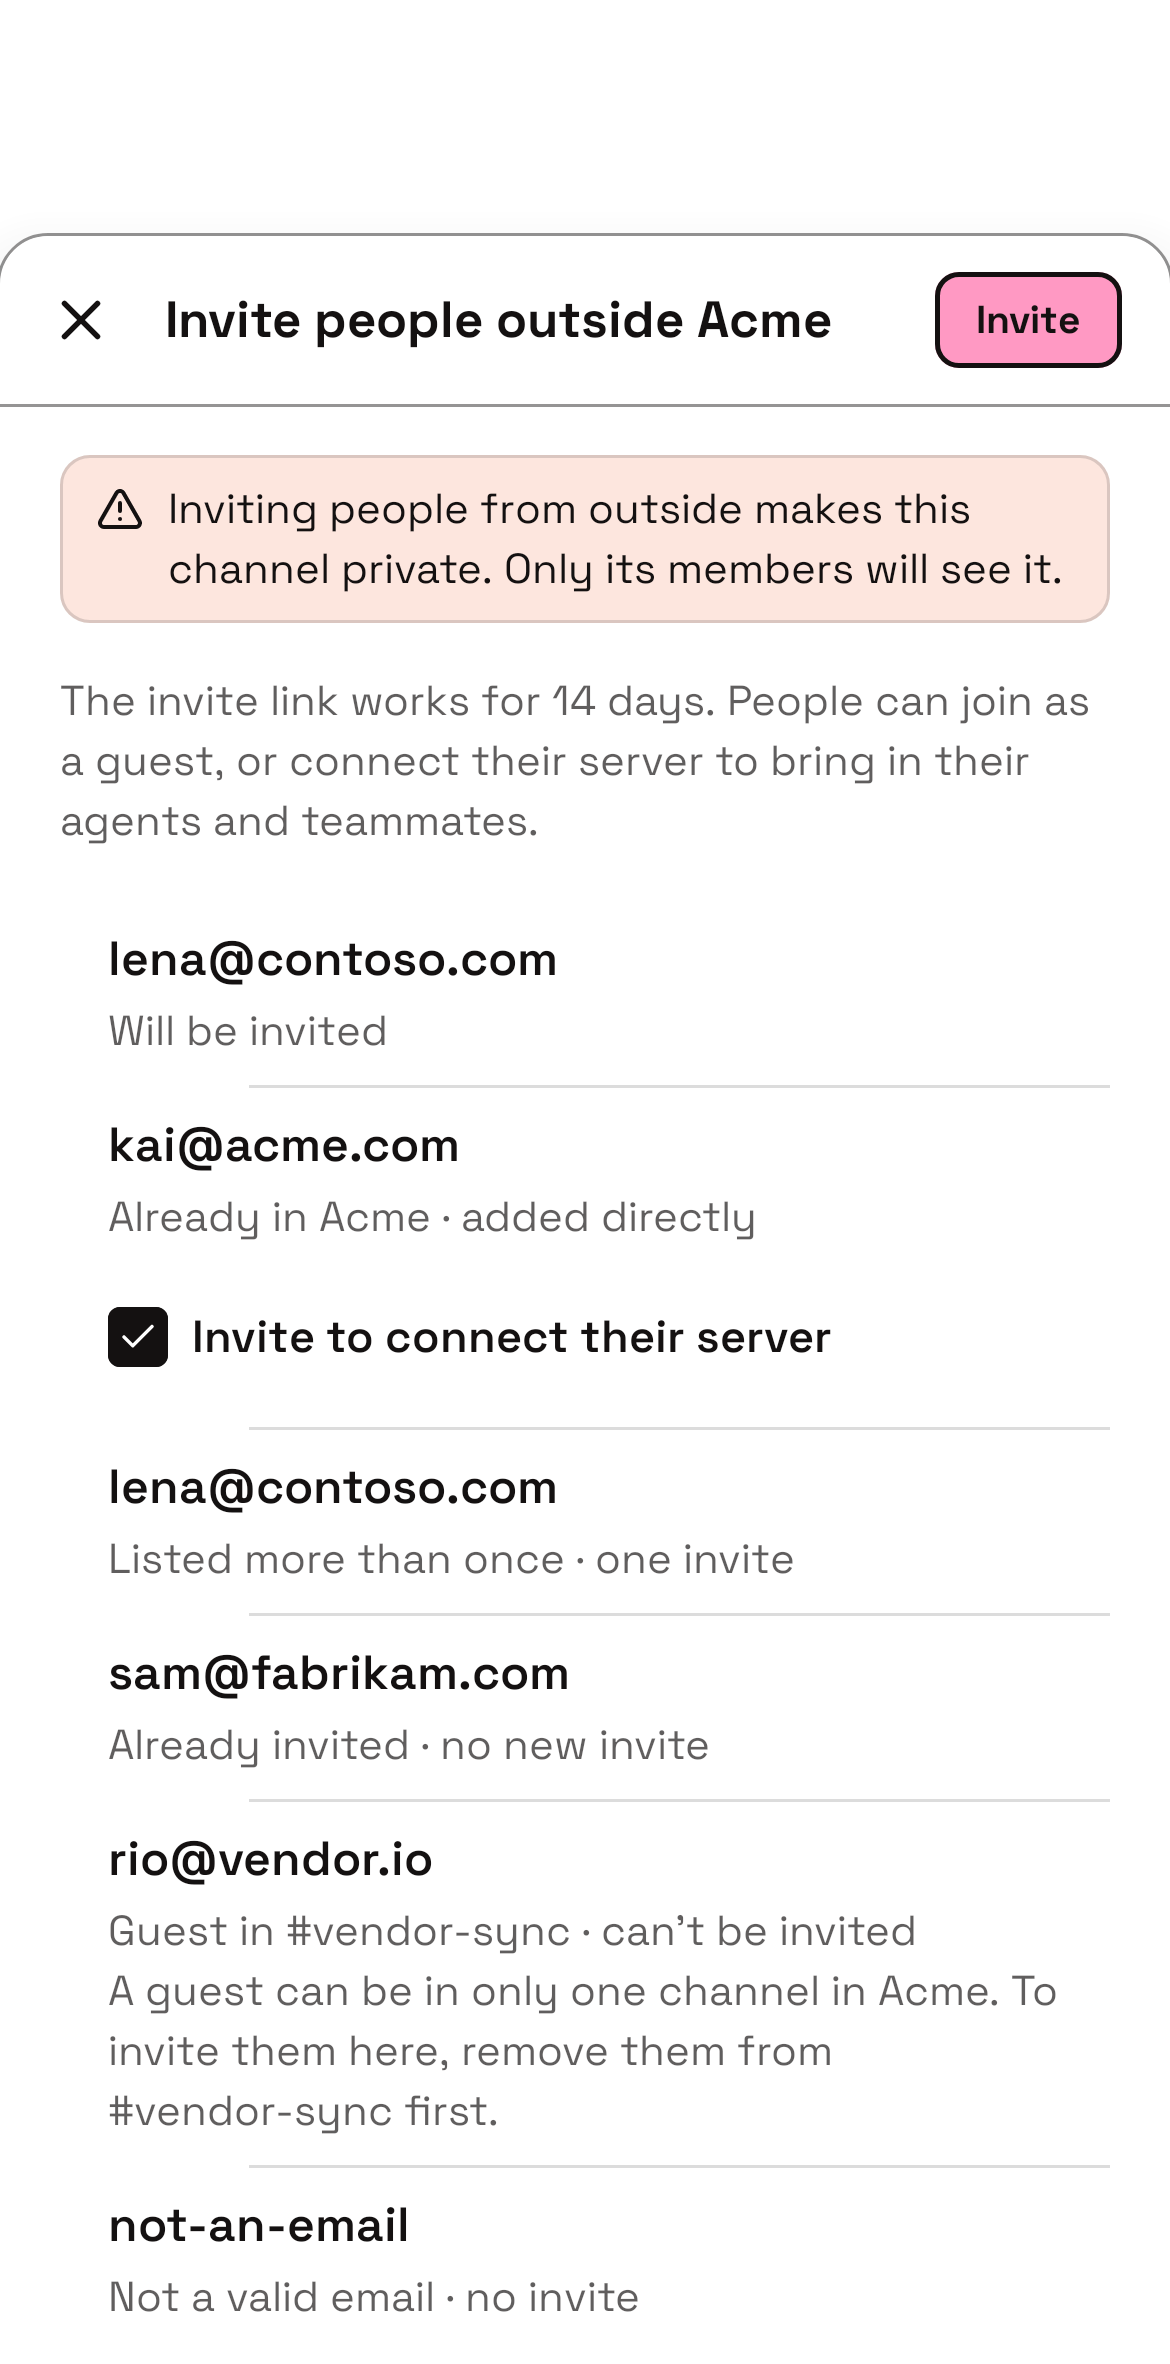 Invite people outside Acme
Invite
Inviting people from outside makes this
channel private. Only its members will see it.
The invite link works for 14 days. People can join as
a guest, or connect their server to bring in their
agents and teammates.
lena@contoso.com
Will be invited
kai@acme.com
Already in Acme · added directly
Invite to connect their server
lena@contoso.com
Listed more than once · one invite
sam@fabrikam.com
Already invited · no new invite
rio@vendor.io
Guest in #vendor-sync · can’t be invited
A guest can be in only one channel in Acme. To
invite them here, remove them from
#vendor-sync first.
not-an-email
Not a valid email · no invite